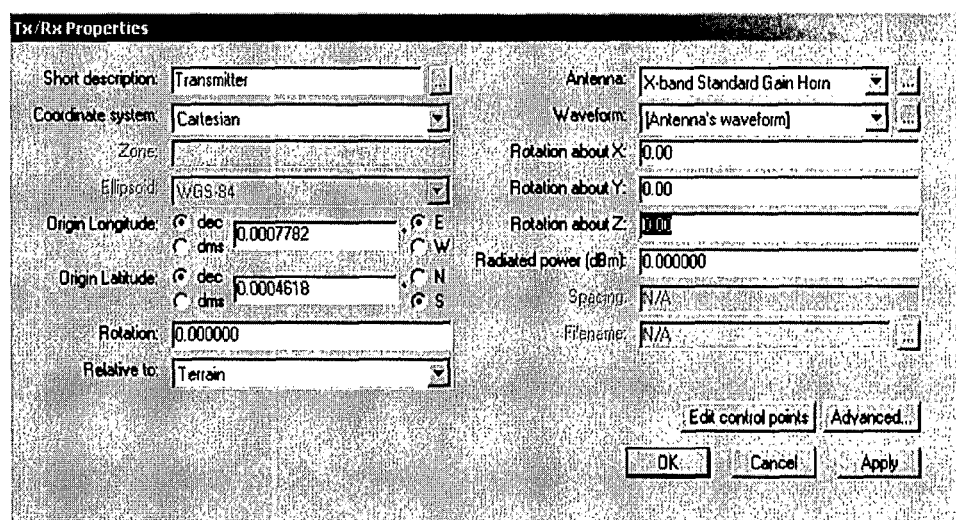 Tx/Rx Properties
Short description: Transmitter ...
Coordinate system: Cartesian
Zone:
Ellipsoid: WGS-84
Origin Longitude: dec dms 0.0007782 ° E W
Origin Latitude: dec dms 0.0004618 ° N S
Rotation: 0.000000
Relative to: Terrain
Antenna: X-band Standard Gain Horn ...
Waveform: [Antenna's waveform] ...
Rotation about X: 0.00
Rotation about Y: 0.00
Rotation about Z: 0.00
Radiated power (dBm): 0.000000
Spacing: N/A
Filename: N/A ...
Edit control points Advanced...
OK Cancel Apply